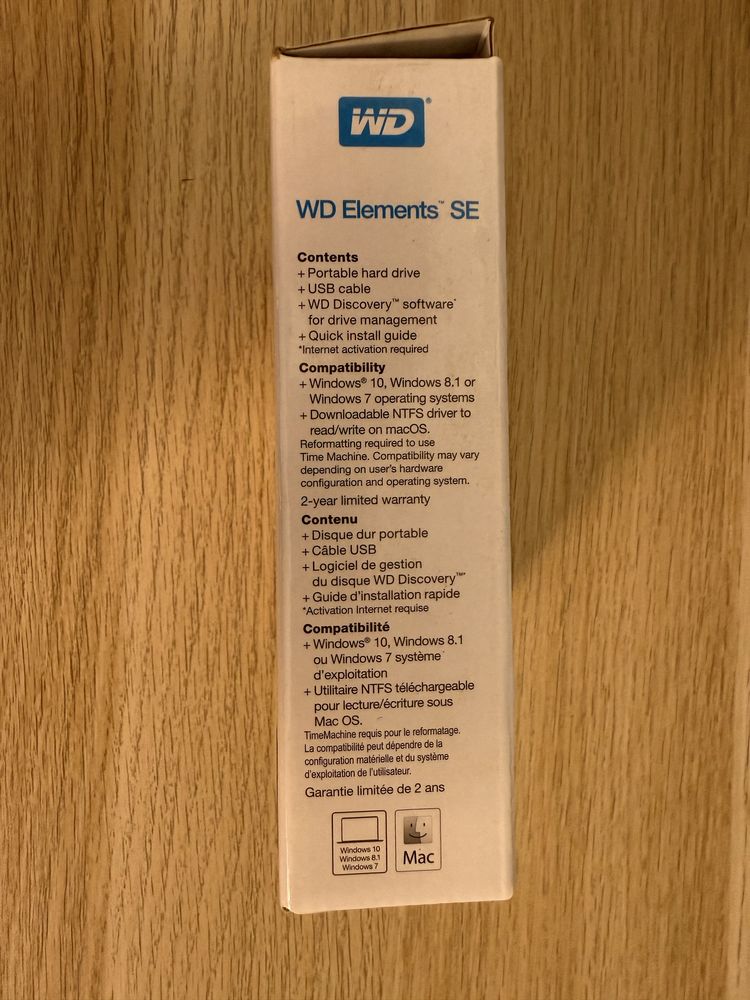 WD®
WD Elements™ SE
Contents
+ Portable hard drive
+ USB cable
+ WD Discovery™ software*
for drive management
+ Quick install guide
*Internet activation required
Compatibility
+ Windows® 10, Windows 8.1 or
Windows 7 operating systems
+ Downloadable NTFS driver to
read/write on macOS.
Reformatting required to use
Time Machine. Compatibility may vary
depending on user's hardware
configuration and operating system.
2-year limited warranty
Contenu
+ Disque dur portable
+ Câble USB
+ Logiciel de gestion
du disque WD Discovery™*
+ Guide d'installation rapide
*Activation Internet requise
Compatibilité
+ Windows® 10, Windows 8.1
ou Windows 7 système
d'exploitation
+ Utilitaire NTFS téléchargeable
pour lecture/écriture sous
Mac OS.
TimeMachine requis pour le reformatage.
La compatibilité peut dépendre de la
configuration matérielle et du système
d'exploitation de l'utilisateur.
Garantie limitée de 2 ans
Windows 10
Windows 8.1
Windows 7
Mac